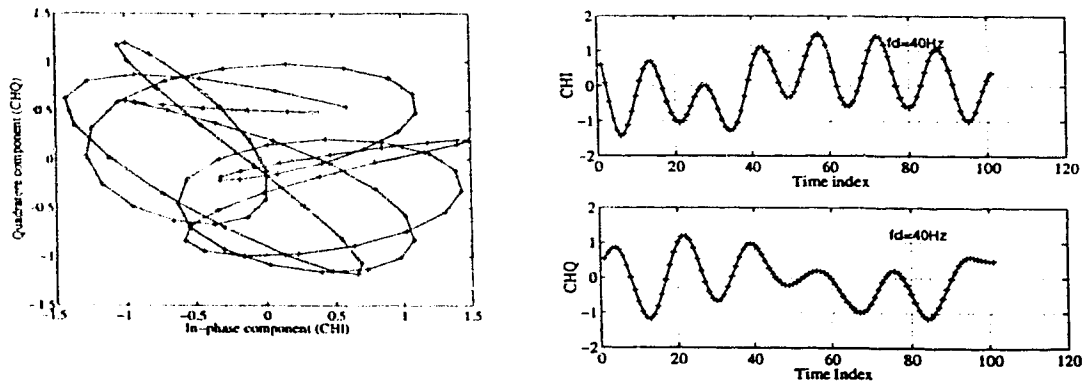 1.5
1
0.5
0
-0.5
-1
-1.5
Quadrature component (CHQ)
-1.5 -1 -0.5 0 0.5 1 1.5
In-phase component (CHI)
2
1
0
-1
-2
CHI
fd=40Hz
0 20 40 60 80 100 120
Time index
2
1
0
-1
-2
CHQ
fd=40Hz
0 20 40 60 80 100 120
Time Index